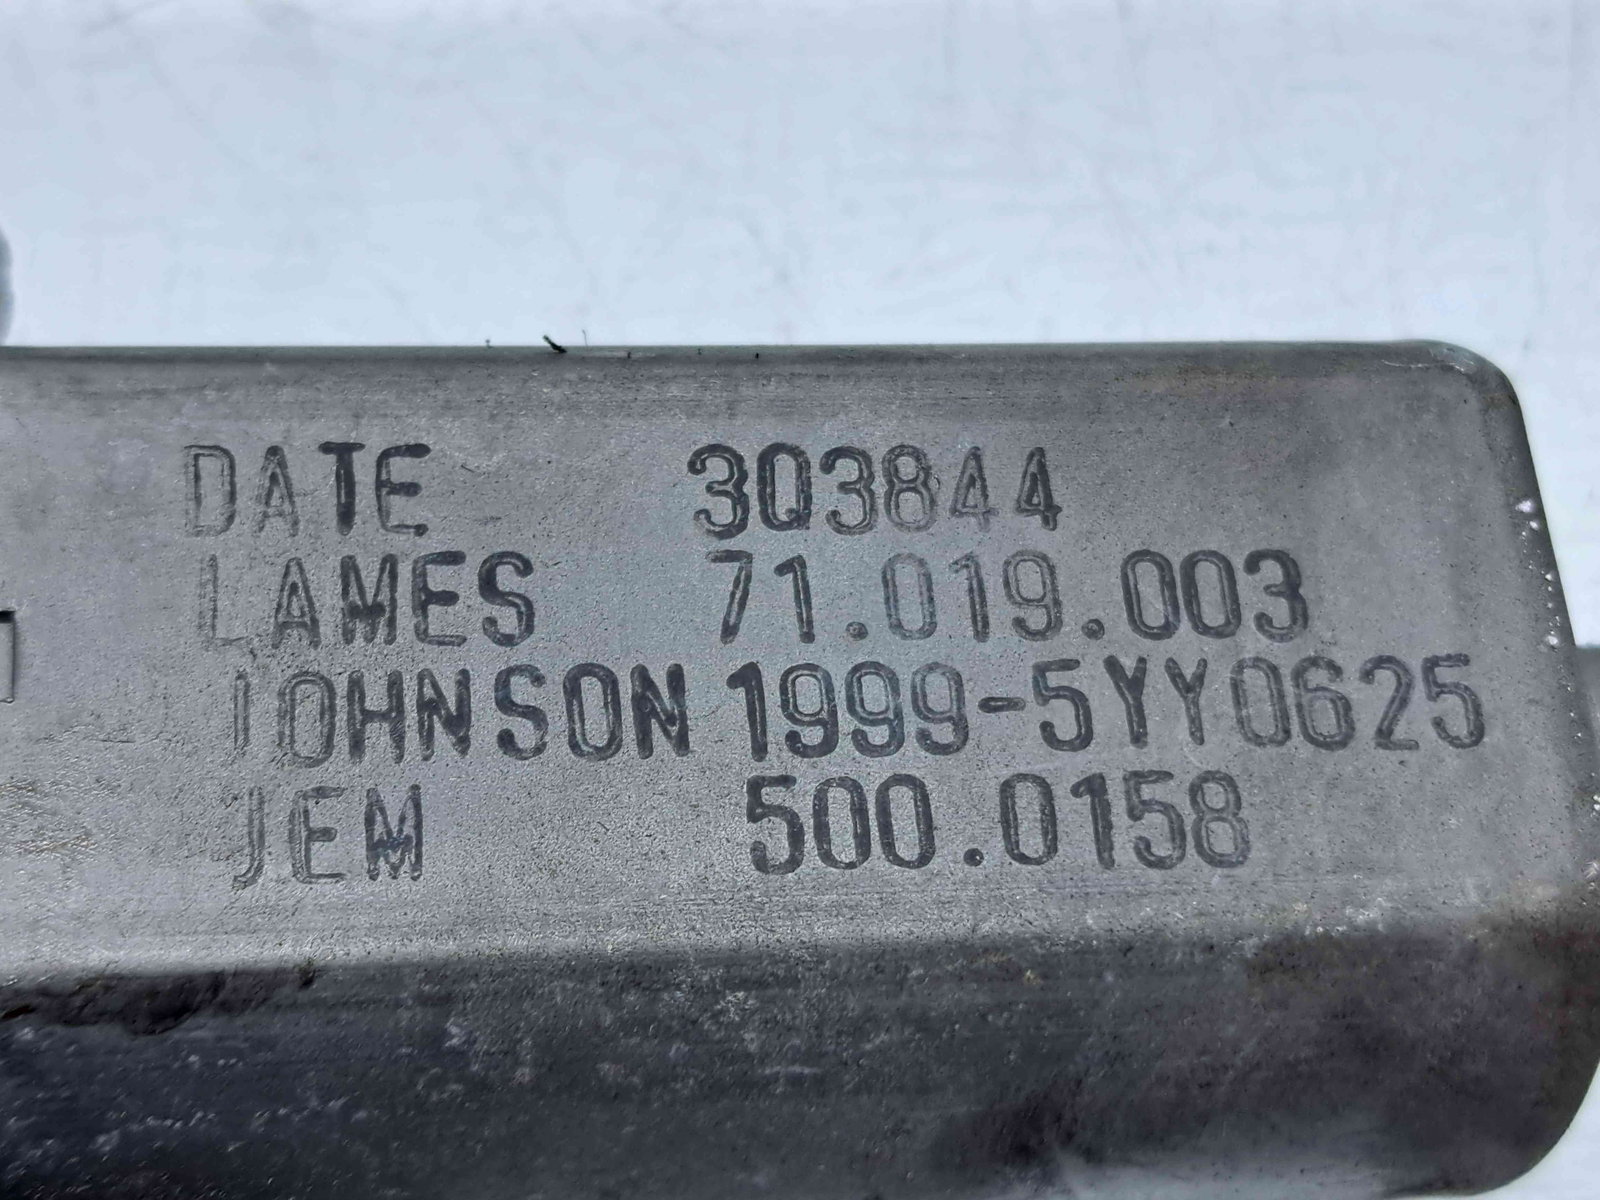 DATE 3Q3844
LAMES 71.019.003
JOHNSON 1999-5YY0625
JEM 500.0158